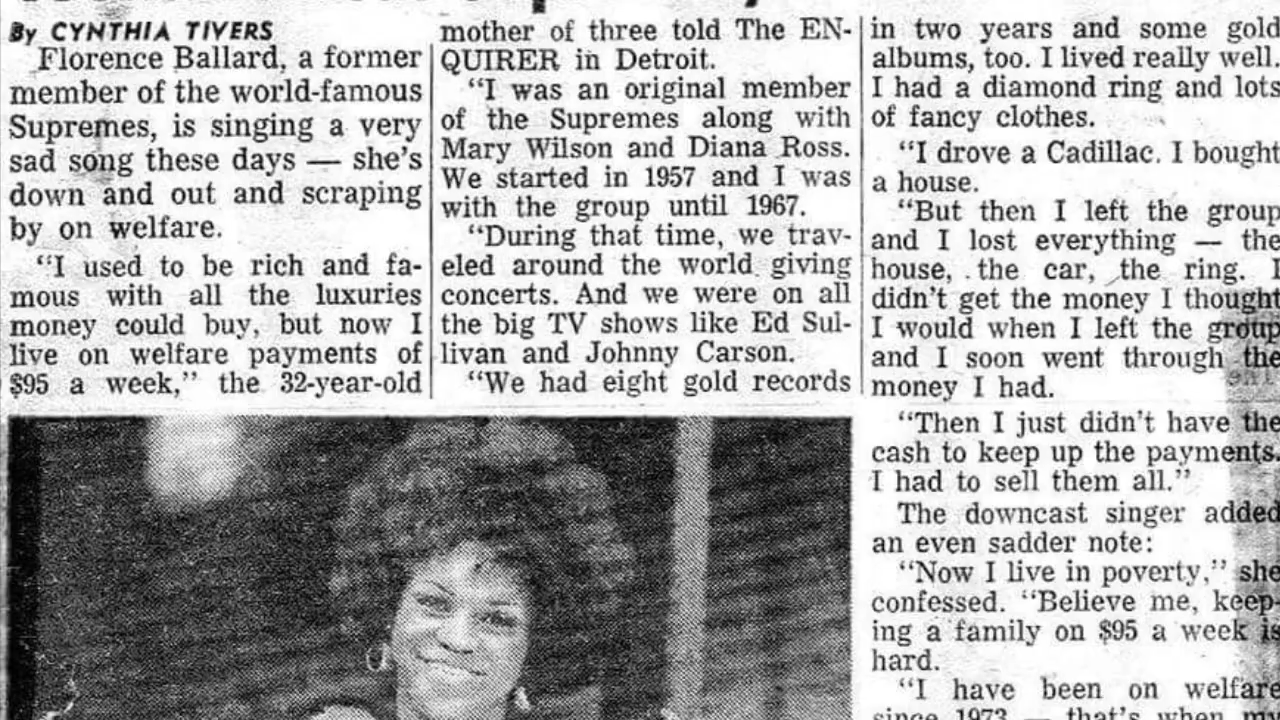 By CYNTHIA TIVERS
Florence Ballard, a former
member of the world-famous
Supremes, is singing a very
sad song these days — she's
down and out and scraping
by on welfare.
"I used to be rich and fa-
mous with all the luxuries
money could buy, but now I
live on welfare payments of
$95 a week," the 32-year-old
mother of three told The EN-
QUIRER in Detroit.
"I was an original member
of the Supremes along with
Mary Wilson and Diana Ross.
We started in 1957 and I was
with the group until 1967.
"During that time, we trav-
eled around the world giving
concerts. And we were on all
the big TV shows like Ed Sul-
livan and Johnny Carson.
"We had eight gold records
in two years and some gold
albums, too. I lived really well.
I had a diamond ring and lots
of fancy clothes.
"I drove a Cadillac. I bought
a house.
"But then I left the group
and I lost everything — the
house, the car, the ring. I
didn't get the money I thought
I would when I left the group
and I soon went through the
money I had.
"Then I just didn't have the
cash to keep up the payments.
I had to sell them all."
The downcast singer added
an even sadder note:
"Now I live in poverty," she
confessed. "Believe me, keep-
ing a family on $95 a week is
hard.
"I have been on welfare
since 1973 — that's when my